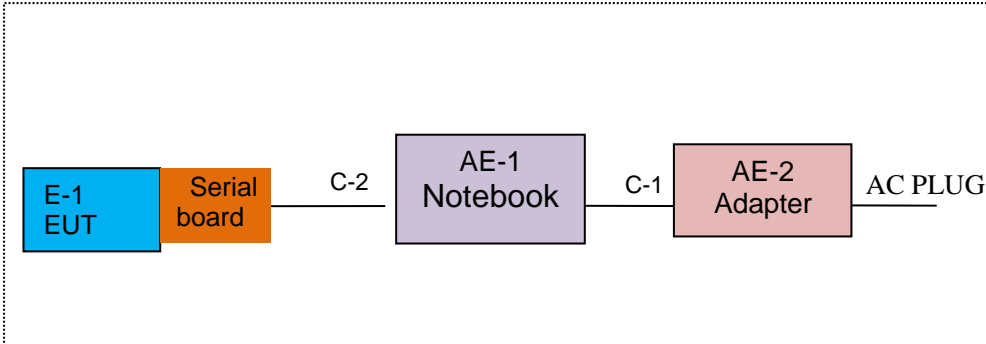 E-1
EUT
Serial
board
C-2
AE-1
Notebook
C-1
AE-2
Adapter
AC PLUG